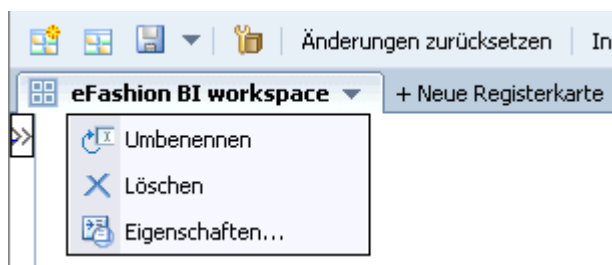 Änderungen zurücksetzen In
eFashion BI workspace + Neue Registerkarte
>>
Umbenennen
Löschen
Eigenschaften...